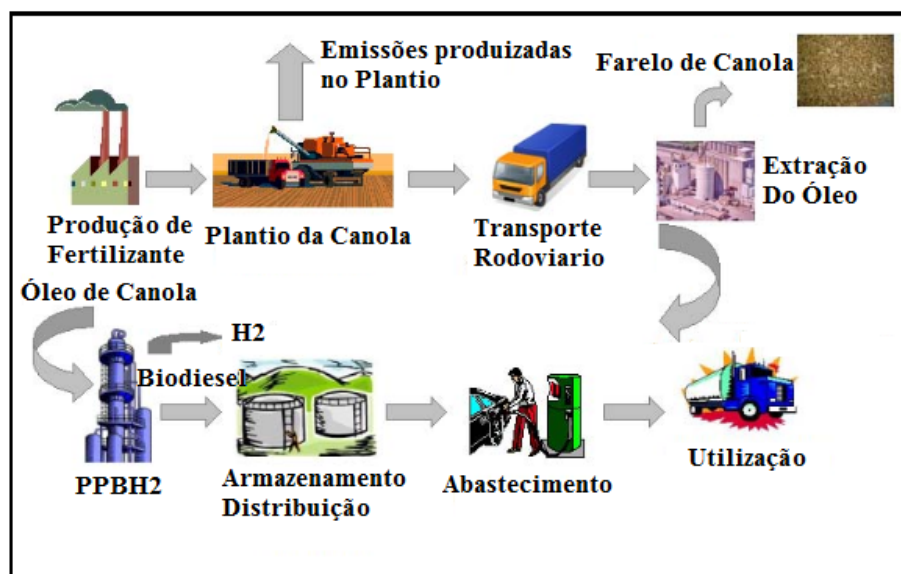 Emissões produizadas
no Plantio
Farelo de Canola
Produção de
Fertilizante
Plantio da Canola
Transporte
Rodoviario
Extração
Do Óleo
Óleo de Canola
H2
Biodiesel
PPBH2
Armazenamento
Distribuição
Abastecimento
Utilização